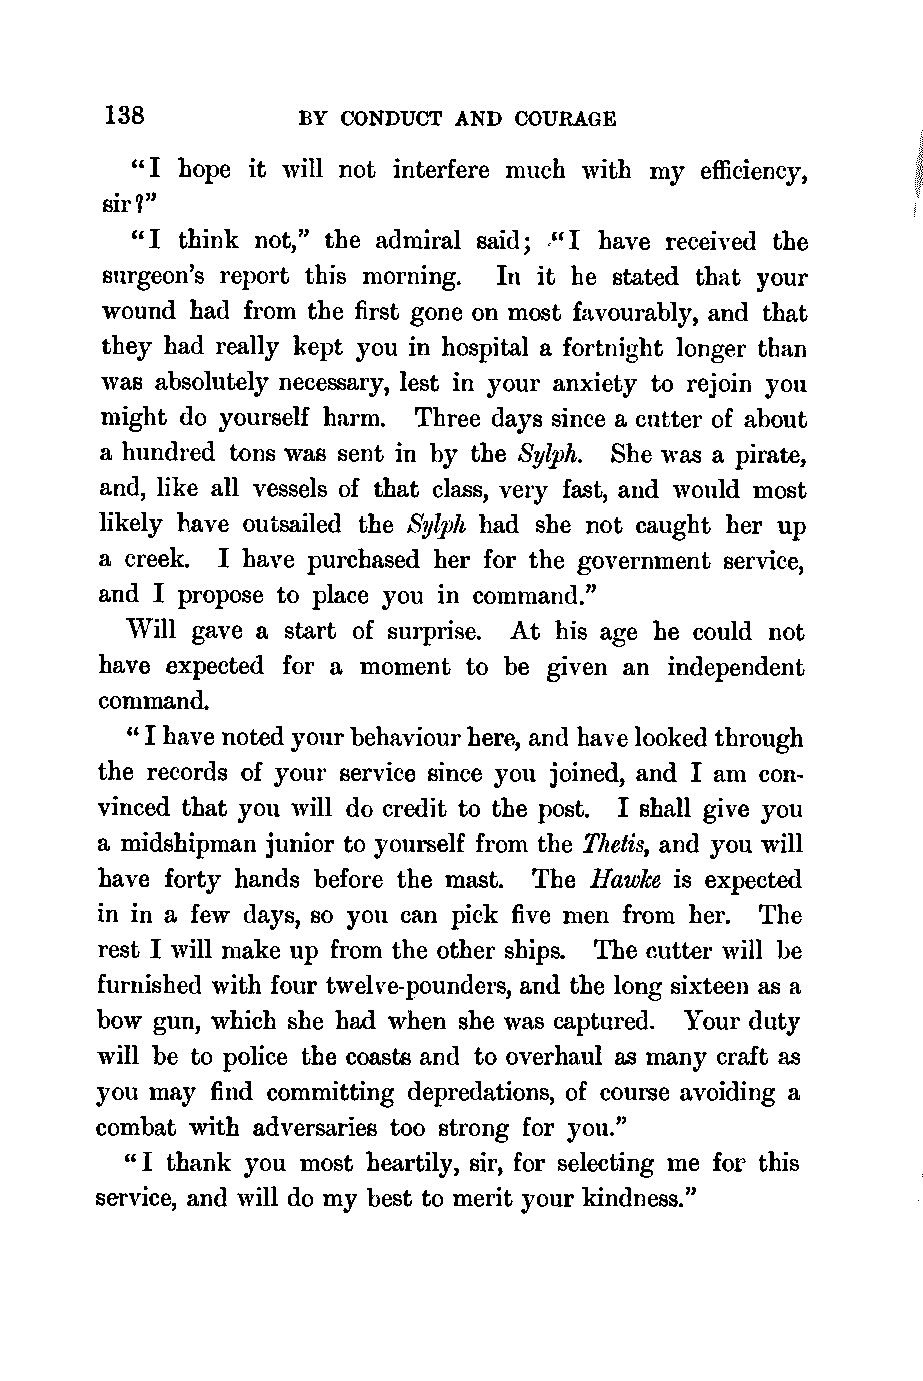 138 BY CONDUCT AND COURAGE
“I hope it will not interfere much with my efficiency,
sir?”
“I think not,” the admiral said; “I have received the
surgeon’s report this morning. In it he stated that your
wound had from the first gone on most favourably, and that
they had really kept you in hospital a fortnight longer than
was absolutely necessary, lest in your anxiety to rejoin you
might do yourself harm. Three days since a cutter of about
a hundred tons was sent in by the Sylph. She was a pirate,
and, like all vessels of that class, very fast, and would most
likely have outsailed the Sylph had she not caught her up
a creek. I have purchased her for the government service,
and I propose to place you in command.”
Will gave a start of surprise. At his age he could not
have expected for a moment to be given an independent
command.
“I have noted your behaviour here, and have looked through
the records of your service since you joined, and I am con-
vinced that you will do credit to the post. I shall give you
a midshipman junior to yourself from the Thetis, and you will
have forty hands before the mast. The Hawke is expected
in in a few days, so you can pick five men from her. The
rest I will make up from the other ships. The cutter will be
furnished with four twelve-pounders, and the long sixteen as a
bow gun, which she had when she was captured. Your duty
will be to police the coasts and to overhaul as many craft as
you may find committing depredations, of course avoiding a
combat with adversaries too strong for you.”
“I thank you most heartily, sir, for selecting me for this
service, and will do my best to merit your kindness.”